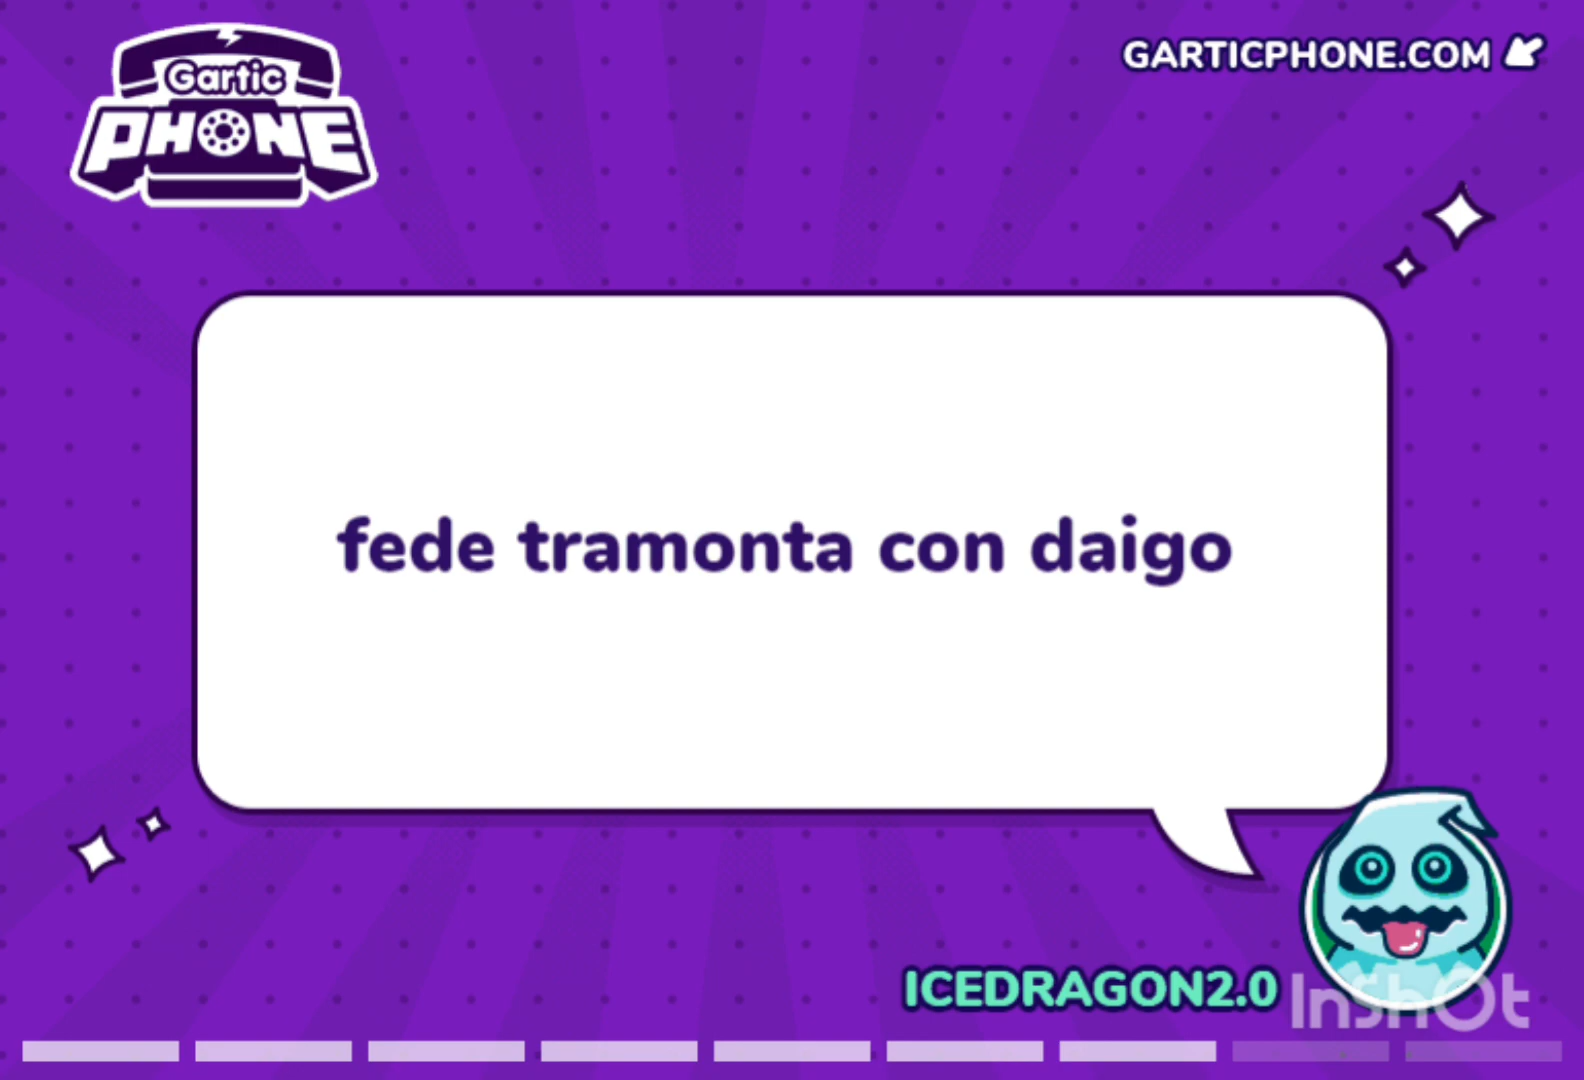 Gartic
PHONE
GARTICPHONE.COM
fede tramonta con daigo
ICEDRAGON2.0
InShOt